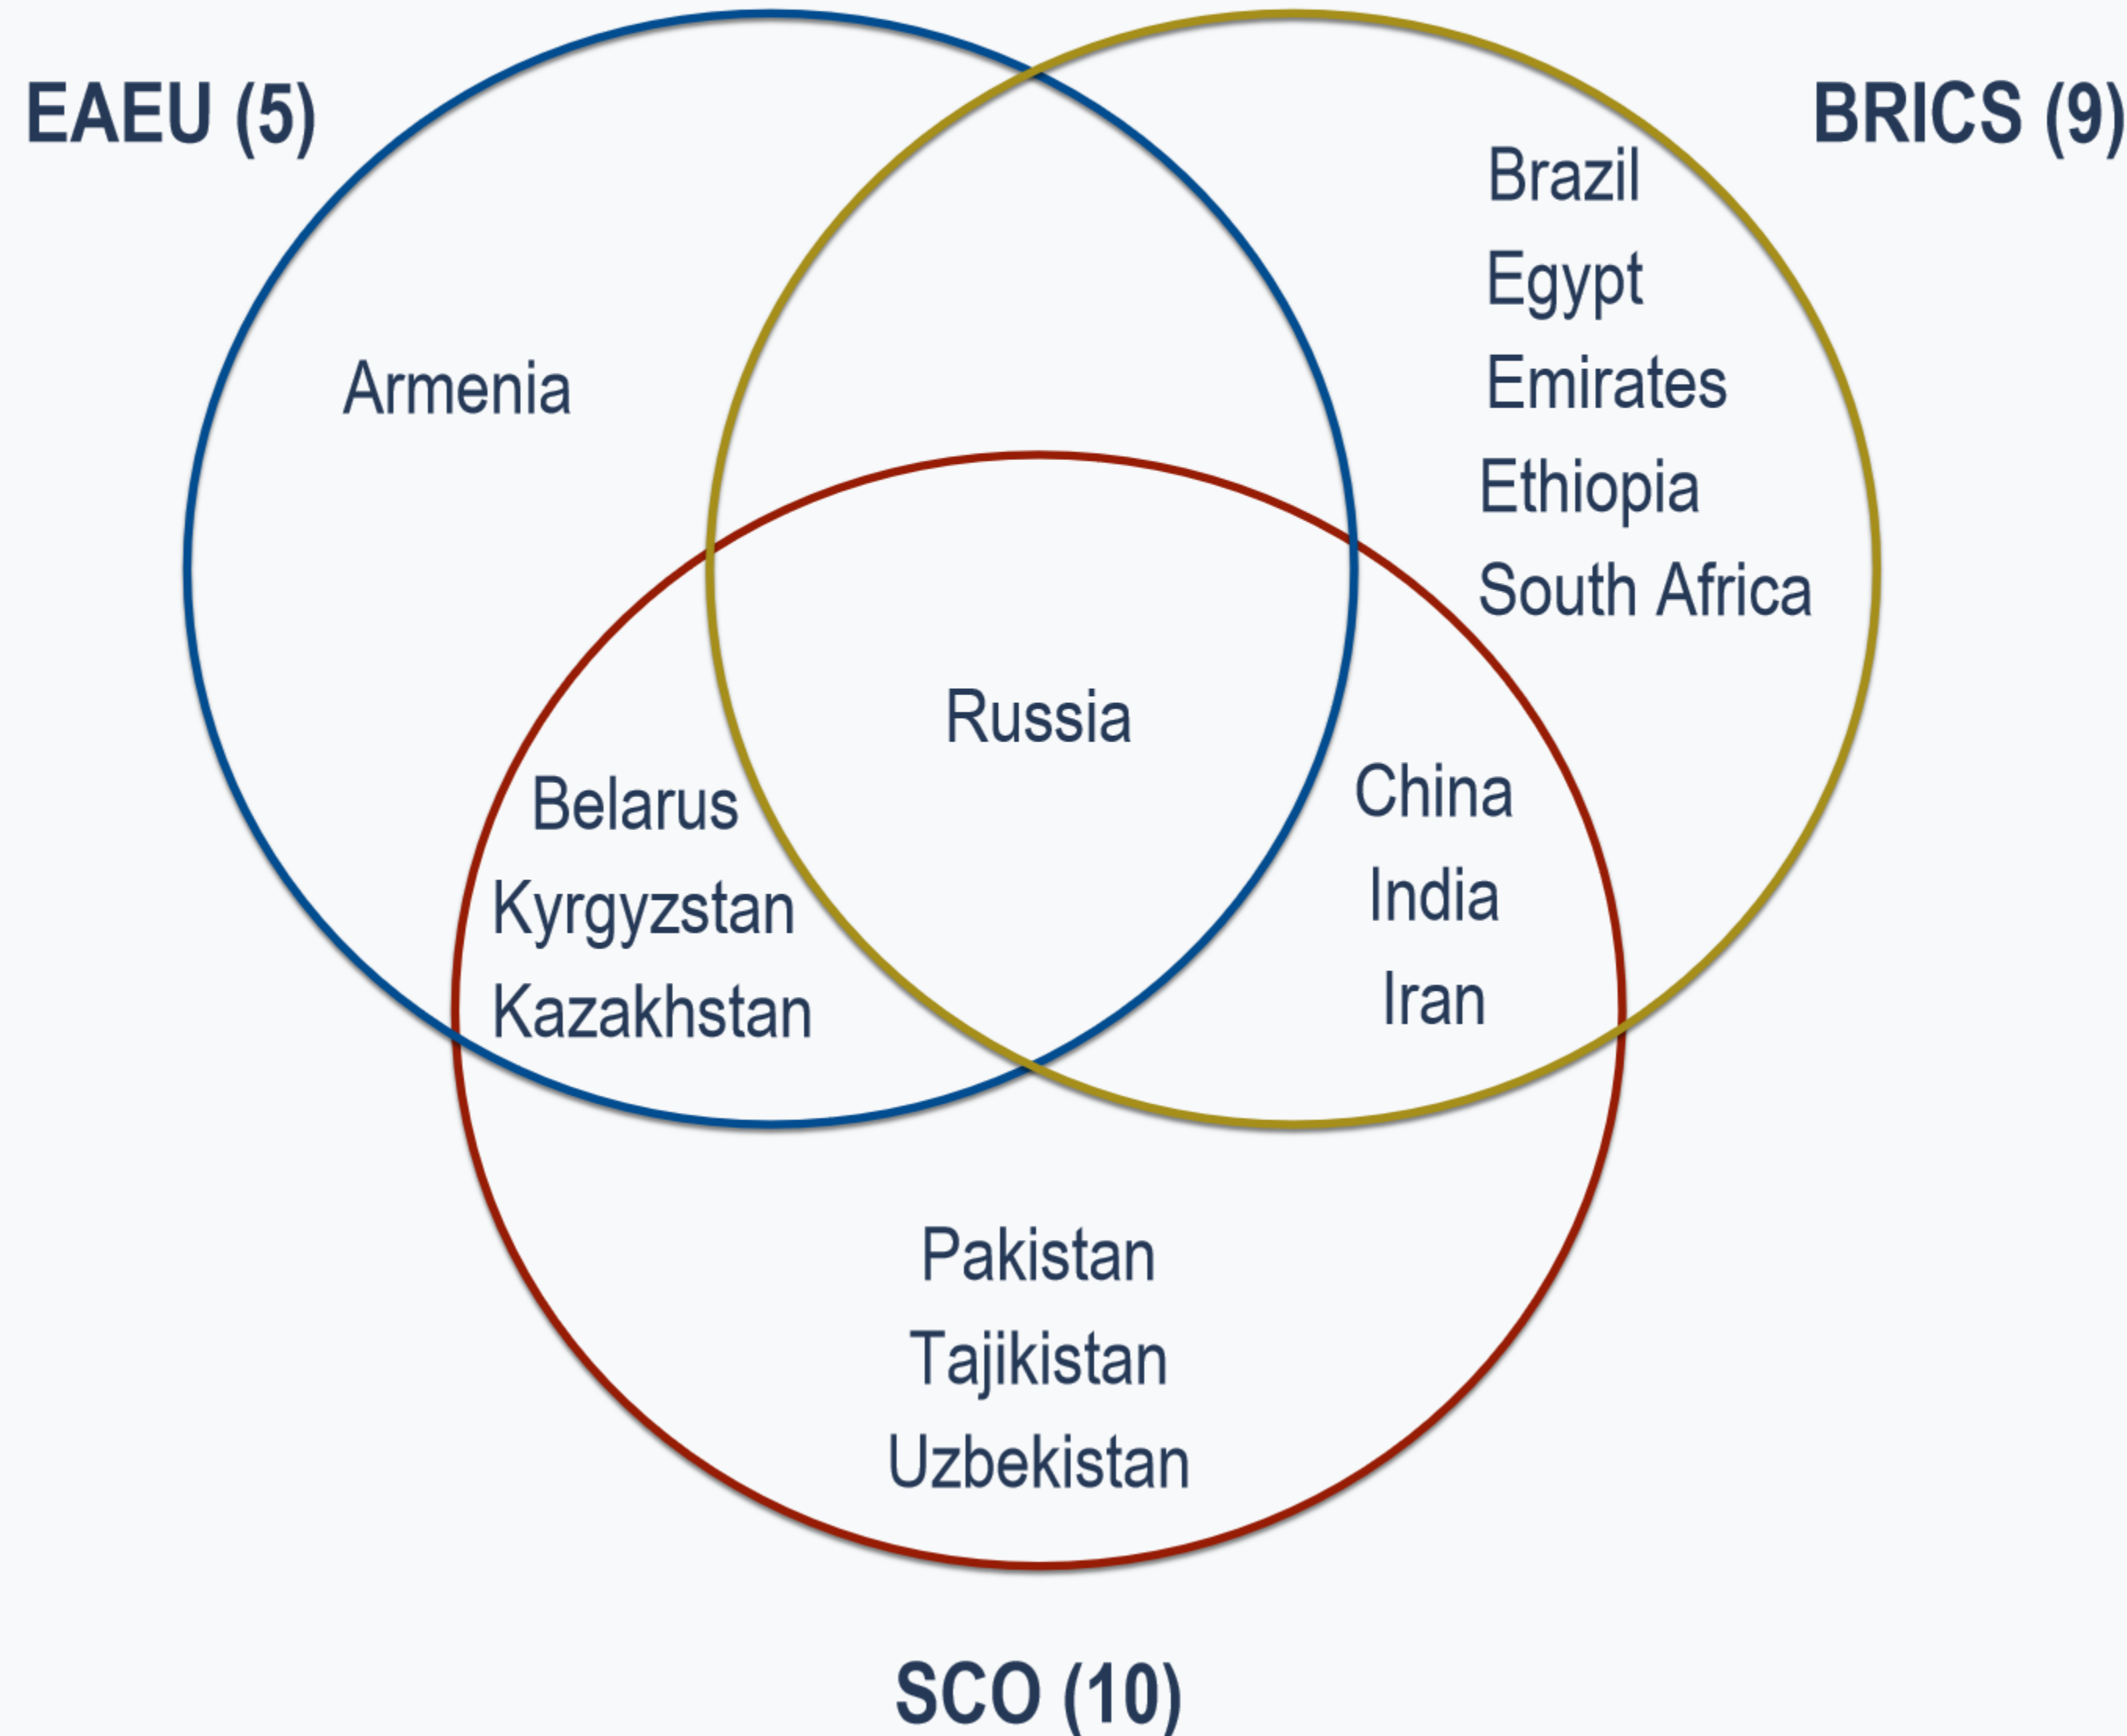 EAEU (5)
BRICS (9)
Brazil
Egypt
Emirates
Ethiopia
South Africa
Armenia
Russia
Belarus
Kyrgyzstan
Kazakhstan
China
India
Iran
Pakistan
Tajikistan
Uzbekistan
SCO (10)